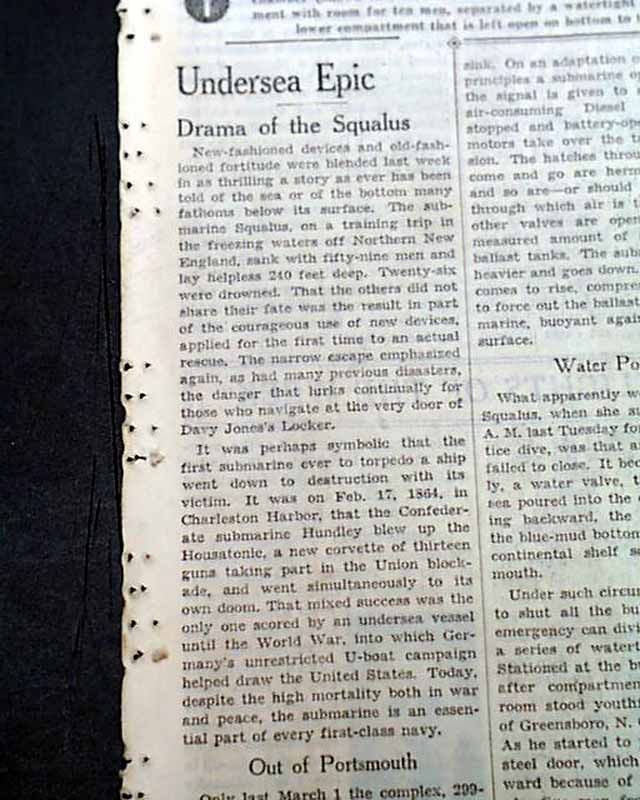 ment with room for ten men, separated by a watertight
lower compartment that is left open on bottom to
Undersea Epic
Drama of the Squalus
New-fashioned devices and old-fash-
ioned fortitude were blended last week
in as thrilling a story as ever has been
told of the sea or of the bottom many
fathoms below its surface. The sub-
marine Squalus, on a training trip in
the freezing waters off Northern New
England, sank with fifty-nine men and
lay helpless 240 feet deep. Twenty-six
were drowned. That the others did not
share their fate was the result in part
of the courageous use of new devices,
applied for the first time to an actual
rescue. The narrow escape emphasized
again, as had many previous disasters,
the danger that lurks continually for
those who navigate at the very door of
Davy Jones's Locker.
It was perhaps symbolic that the
first submarine ever to torpedo a ship
went down to destruction with its
victim. It was on Feb. 17, 1864, in
Charleston Harbor, that the Confeder-
ate submarine Hundley blew up the
Housatonic, a new corvette of thirteen
guns taking part in the Union block-
ade, and went simultaneously to its
own doom. That mixed success was the
only one scored by an undersea vessel
until the World War, into which Ger-
many's unrestricted U-boat campaign
helped draw the United States. Today,
despite the high mortality both in war
and peace, the submarine is an essen-
tial part of every first-class navy.
Out of Portsmouth
Only last March 1 the complex, 299-
sink. On an adaptation o
principles a submarine op
the signal is given to s
air-consuming Diesel
stopped and battery-ope
motors take over the t
sion. The hatches throu
come and go are herm
and so are—or should
through which air is t
other valves are open
measured amount of
ballast tanks. The sub
heavier and goes down.
comes to rise, compre
to force out the ballast
marine, buoyant again
surface.
Water Po
What apparently we
Squalus, when she su
A. M. last Tuesday for
tice dive, was that a
failed to close. It bec
ly, a water valve, t
sea poured into the
ing backward, the
the blue-mud bottom
continental shelf s
mouth.
Under such circu
to shut all the bu
emergency can divi
a series of watert
Stationed at the bu
after compartmen
room stood youthf
of Greensboro, N. C
As he started to
steel door, which
ward because of